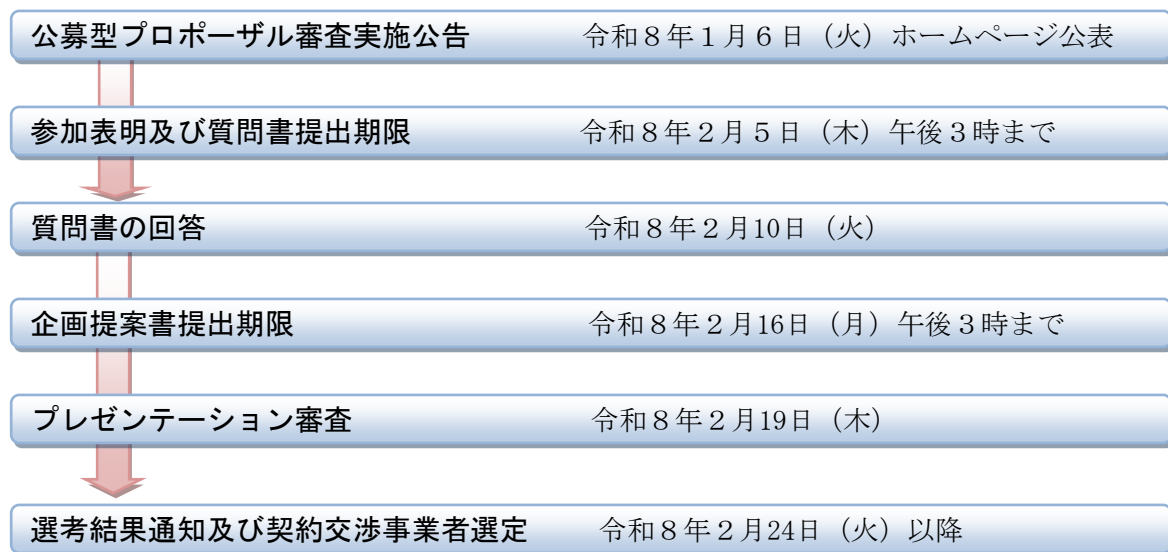 公募型プロポーザル審査実施公告 令和８年１月６日（火）ホームページ公表
参加表明及び質問書提出期限 令和８年２月５日（木）午後３時まで
質問書の回答 令和８年２月10日（火）
企画提案書提出期限 令和８年２月16日（月）午後３時まで
プレゼンテーション審査 令和８年２月19日（木）
選考結果通知及び契約交渉事業者選定 令和８年２月24日（火）以降